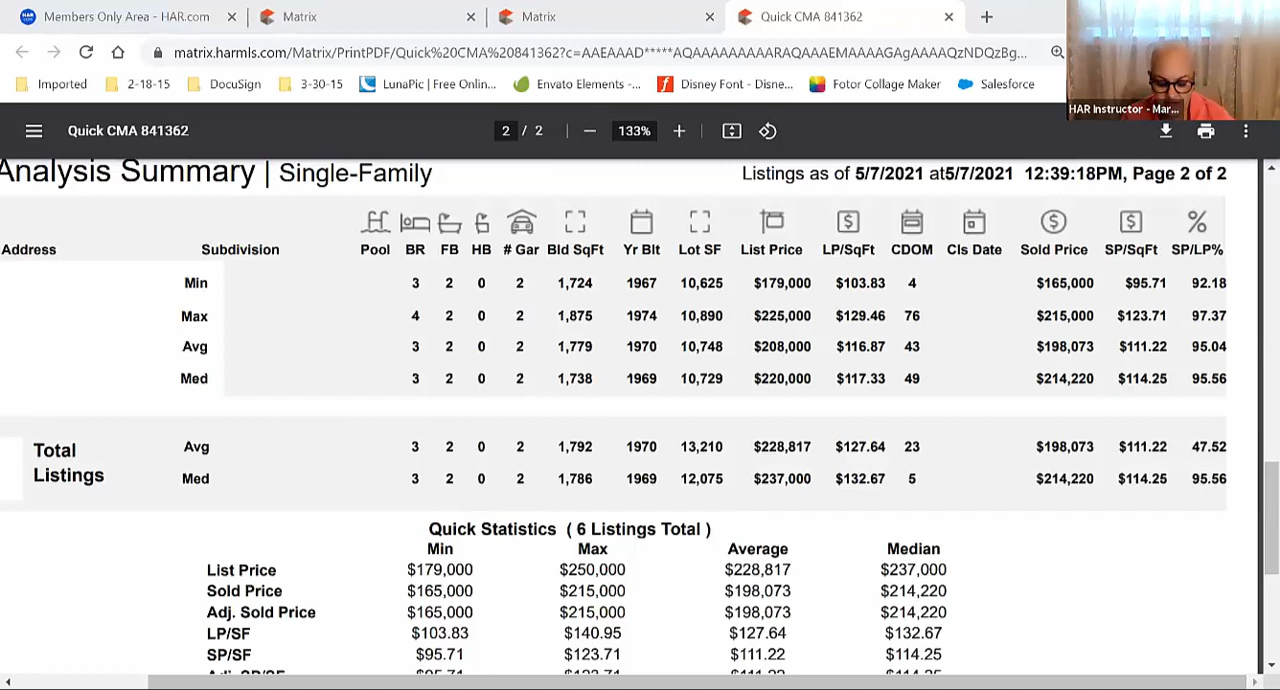 Members Only Area - HAR.com
Matrix
Matrix
Quick CMA 841362
matrix.harmls.com/Matrix/PrintPDF/Quick%20CMA%20841362?c=AAEAAAD*****AQAAAAAAAAARAQAAAEMAAAAGAgAAAAQzNDQzBg...
Imported
2-18-15
DocuSign
3-30-15
LunaPic | Free Onlin...
Envato Elements -...
Disney Font - Disne...
Fotor Collage Maker
Salesforce
HAR Instructor - Mar...
Quick CMA 841362
2 / 2
133%
Analysis Summary | Single-Family
Listings as of 5/7/2021 at5/7/2021 12:39:18PM, Page 2 of 2
Address Subdivision Pool BR FB HB # Gar Bld SqFt Yr Blt Lot SF List Price LP/SqFt CDOM Cls Date Sold Price SP/SqFt SP/LP%
Min 3 2 0 2 1,724 1967 10,625 $179,000 $103.83 4 $165,000 $95.71 92.18
Max 4 2 0 2 1,875 1974 10,890 $225,000 $129.46 76 $215,000 $123.71 97.37
Avg 3 2 0 2 1,779 1970 10,748 $208,000 $116.87 43 $198,073 $111.22 95.04
Med 3 2 0 2 1,738 1969 10,729 $220,000 $117.33 49 $214,220 $114.25 95.56
Total Listings
Avg 3 2 0 2 1,792 1970 13,210 $228,817 $127.64 23 $198,073 $111.22 47.52
Med 3 2 0 2 1,786 1969 12,075 $237,000 $132.67 5 $214,220 $114.25 95.56
Quick Statistics ( 6 Listings Total )
Min Max Average Median
List Price $179,000 $250,000 $228,817 $237,000
Sold Price $165,000 $215,000 $198,073 $214,220
Adj. Sold Price $165,000 $215,000 $198,073 $214,220
LP/SF $103.83 $140.95 $127.64 $132.67
SP/SF $95.71 $123.71 $111.22 $114.25